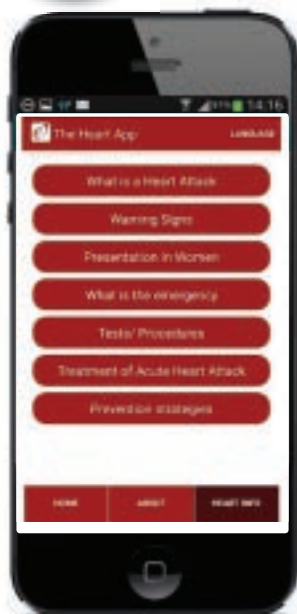 14:16
The Heart App LANGUAGE
What is a Heart Attack
Warning Signs
Presentation in Women
What is the emergency
Tests/ Procedures
Treatment of Acute Heart Attack
Prevention strategies
HOME ABOUT HEART INFO